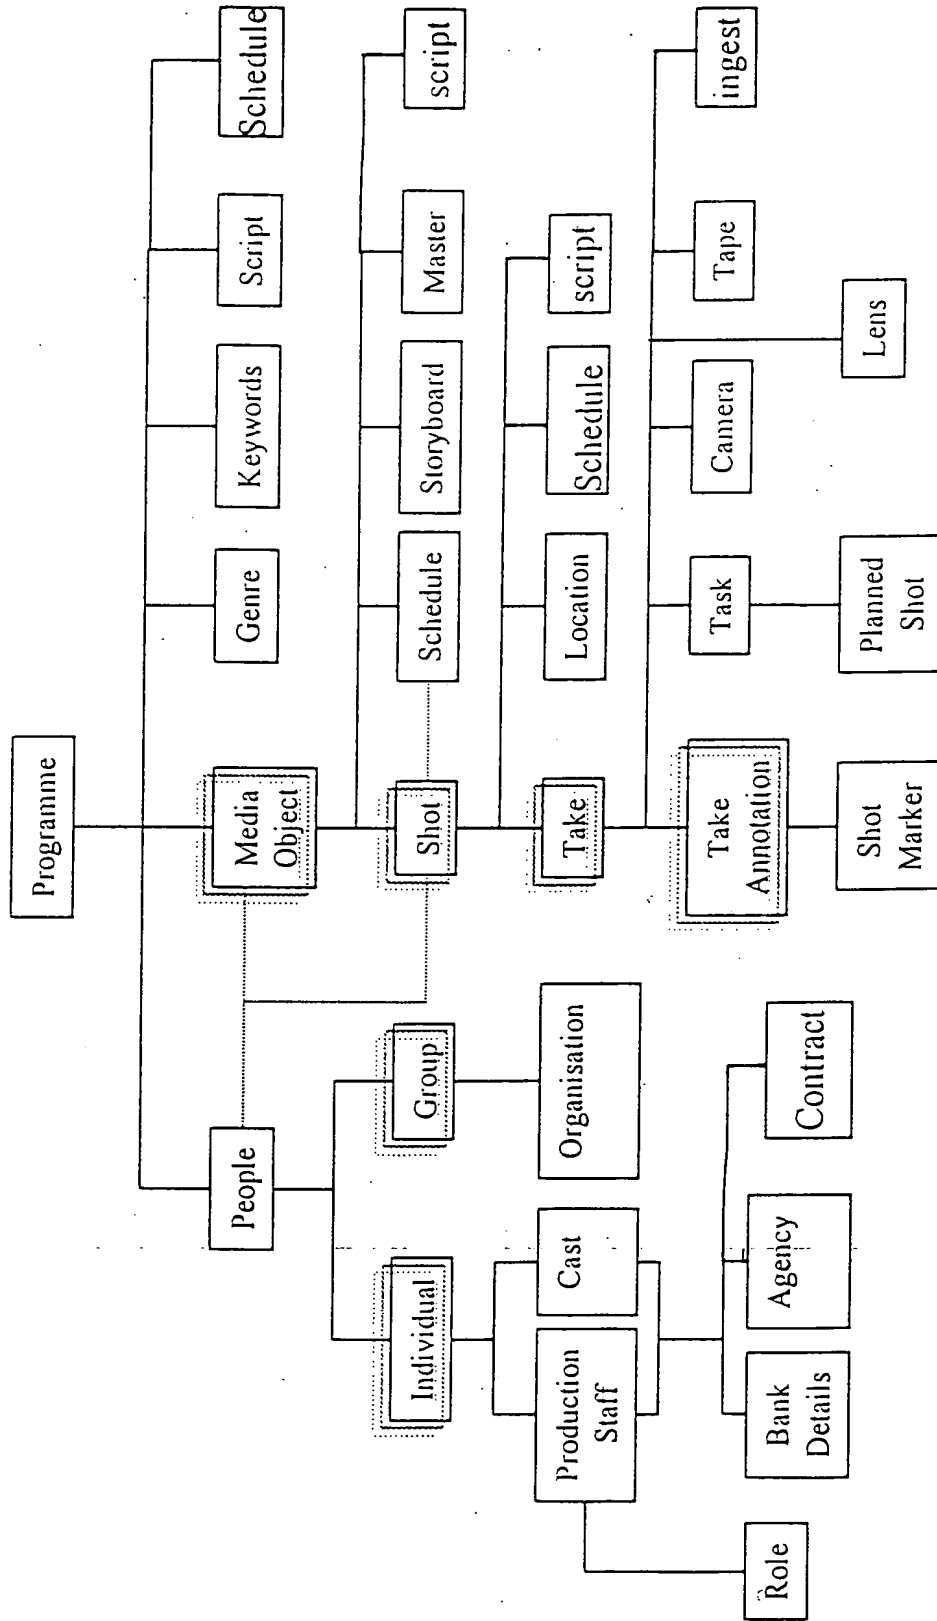 Programme
People
Media
Object
Genre
Keywords
Script
Schedule
Individual
Group
Shot
Schedule
Storyboard
Master
script
Production
Staff
Cast
Organisation
Take
Location
Schedule
script
Role
Bank
Details
Agency
Contract
Take
Annotation
Task
Camera
Tape
ingest
Shot
Marker
Planned
Shot
Lens